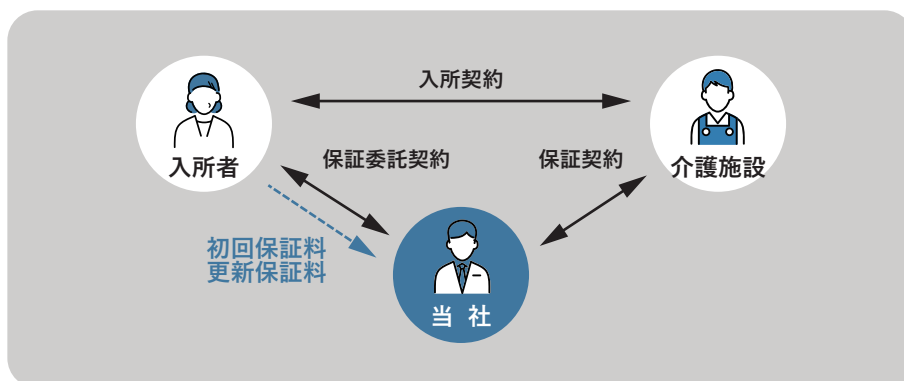 入所契約
入所者
保証委託契約
保証契約
介護施設
初回保証料
更新保証料
当社